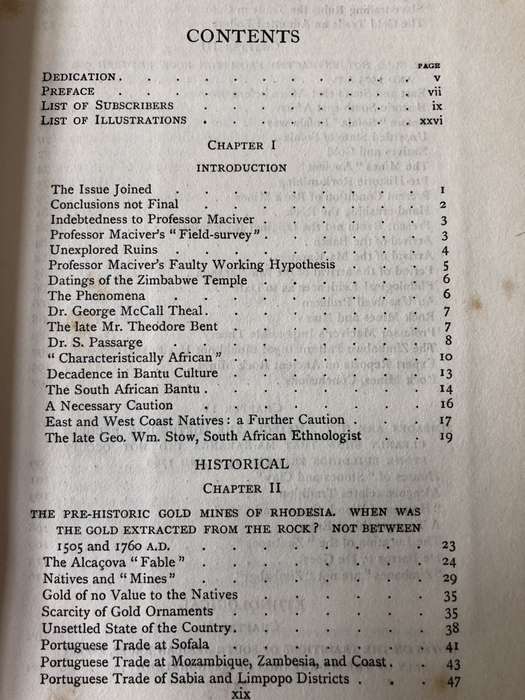 CONTENTS
PAGE
DEDICATION . . . . . . . . . . v
PREFACE . . . . . . . . . . vii
LIST OF SUBSCRIBERS . . . . . . . . ix
LIST OF ILLUSTRATIONS . . . . . . . xxvi
CHAPTER I
INTRODUCTION
The Issue Joined . . . . . . . . 1
Conclusions not Final . . . . . . . 2
Indebtedness to Professor Maciver . . . . . 3
Professor Maciver's “Field-survey” . . . . . 3
Unexplored Ruins . . . . . . . 4
Professor Maciver's Faulty Working Hypothesis . . . 5
Datings of the Zimbabwe Temple . . . . . 6
The Phenomena . . . . . . . 6
Dr. George McCall Theal . . . . . . 7
The late Mr. Theodore Bent . . . . . . 7
Dr. S. Passarge . . . . . . . 8
“Characteristically African” . . . . . . 10
Decadence in Bantu Culture . . . . . . 13
The South African Bantu . . . . . . 14
A Necessary Caution . . . . . . . 16
East and West Coast Natives: a Further Caution . . . 17
The late Geo. Wm. Stow, South African Ethnologist . . 19
HISTORICAL
CHAPTER II
THE PRE-HISTORIC GOLD MINES OF RHODESIA. WHEN WAS
THE GOLD EXTRACTED FROM THE ROCK? NOT BETWEEN
1505 and 1760 A.D. . . . . . . . 23
The Alcaçova “Fable” . . . . . . . 24
Natives and “Mines” . . . . . . . 29
Gold of no Value to the Natives . . . . . 35
Scarcity of Gold Ornaments . . . . . . 35
Unsettled State of the Country . . . . . . 38
Portuguese Trade at Sofala . . . . . . 41
Portuguese Trade at Mozambique, Zambesia, and Coast . . 43
Portuguese Trade of Sabia and Limpopo Districts . . . 47
xix